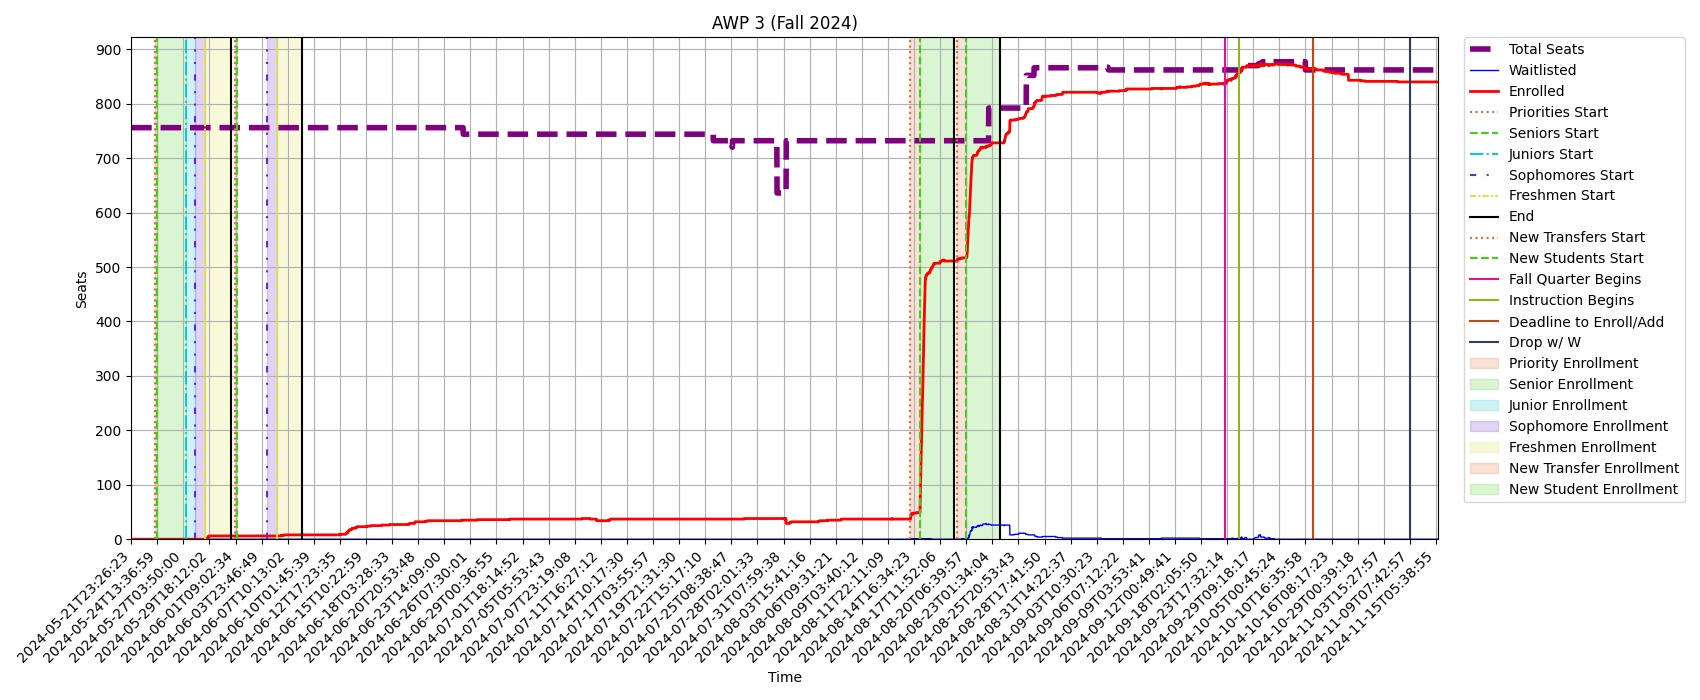 AWP 3 (Fall 2024)
Seats
900
800
700
600
500
400
300
200
100
0
2024-05-21T23:26:23
2024-05-24T13:36:59
2024-05-27T03:50:00
2024-05-29T18:12:02
2024-06-01T09:02:34
2024-06-03T23:46:49
2024-06-07T10:13:02
2024-06-10T01:45:39
2024-06-12T17:23:35
2024-06-15T10:22:59
2024-06-18T03:28:33
2024-06-20T20:53:48
2024-06-23T14:09:00
2024-06-26T07:30:01
2024-06-29T00:36:55
2024-07-01T18:14:52
2024-07-05T05:53:43
2024-07-07T23:19:08
2024-07-11T16:27:12
2024-07-14T10:17:30
2024-07-17T03:55:57
2024-07-19T21:31:30
2024-07-22T15:17:10
2024-07-25T08:38:47
2024-07-28T02:01:33
2024-07-31T07:59:38
2024-08-03T15:41:16
2024-08-06T09:31:21
2024-08-09T03:40:12
2024-08-11T22:11:09
2024-08-14T16:34:23
2024-08-17T11:52:06
2024-08-20T06:39:57
2024-08-23T01:34:04
2024-08-25T20:53:43
2024-08-28T17:41:50
2024-08-31T14:22:37
2024-09-03T10:30:23
2024-09-06T07:12:22
2024-09-09T03:53:41
2024-09-12T00:49:41
2024-09-18T02:05:50
2024-09-23T17:32:14
2024-09-29T09:18:17
2024-10-05T00:45:24
2024-10-10T16:35:58
2024-10-16T08:17:23
2024-10-29T00:39:18
2024-11-03T15:27:57
2024-11-09T07:42:57
2024-11-15T05:38:55
Time
Total Seats
Waitlisted
Enrolled
Priorities Start
Seniors Start
Juniors Start
Sophomores Start
Freshmen Start
End
New Transfers Start
New Students Start
Fall Quarter Begins
Instruction Begins
Deadline to Enroll/Add
Drop w/ W
Priority Enrollment
Senior Enrollment
Junior Enrollment
Sophomore Enrollment
Freshmen Enrollment
New Transfer Enrollment
New Student Enrollment